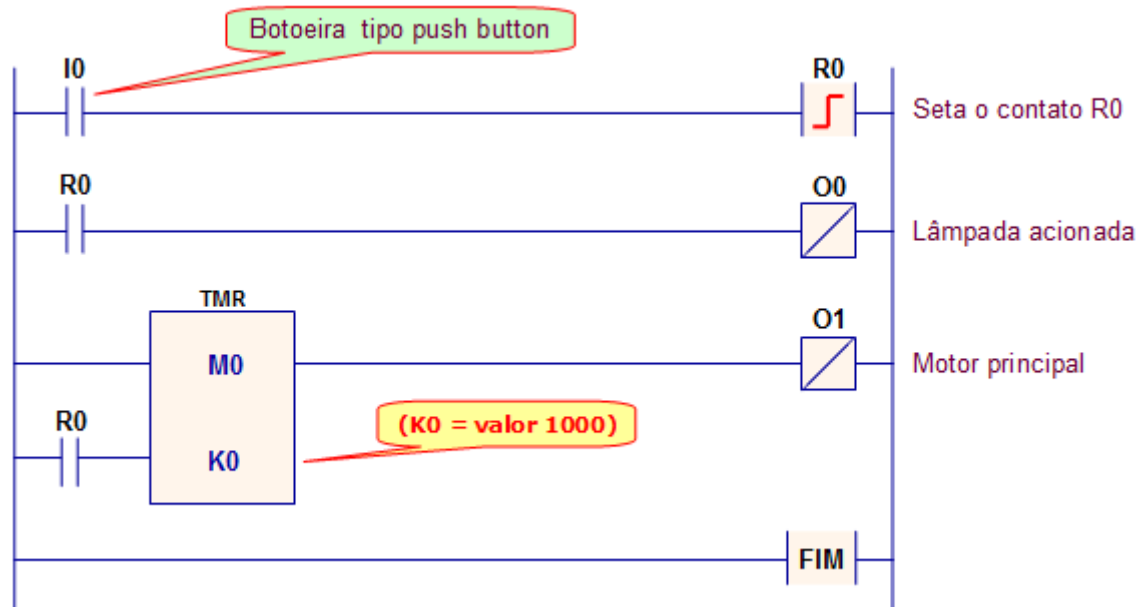 Botoeira tipo push button
I0
R0
Seta o contato R0
R0
O0
Lâmpada acionada
TMR
O1
M0
Motor principal
R0
(K0 = valor 1000)
K0
FIM